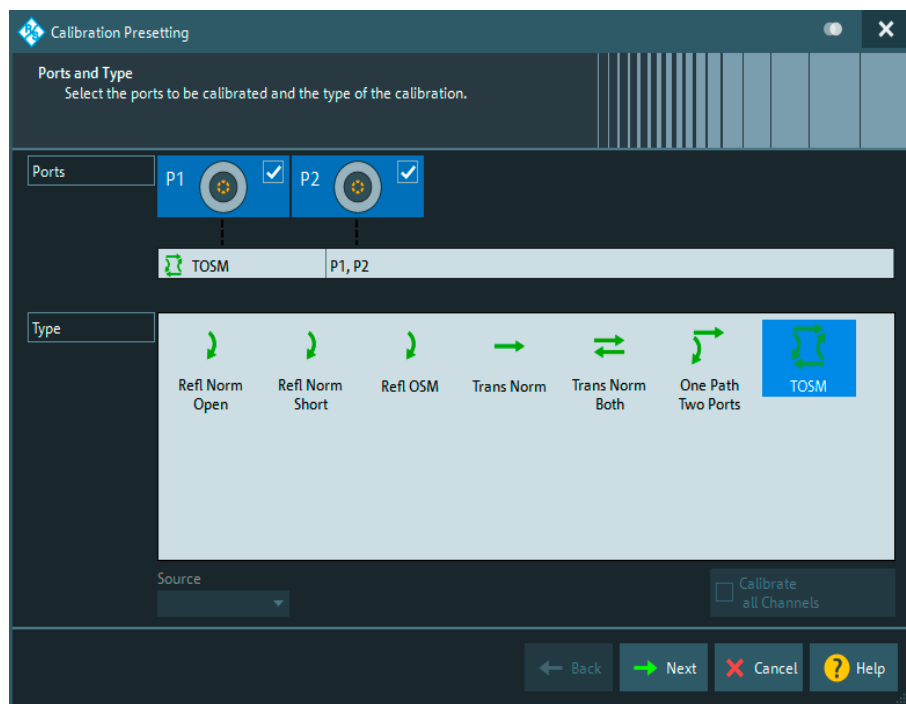 Calibration Presetting
Ports and Type
Select the ports to be calibrated and the type of the calibration.
Ports
P1
P2
TOSM P1, P2
Type
Refl Norm
Open
Refl Norm
Short
Refl OSM
Trans Norm
Trans Norm
Both
One Path
Two Ports
TOSM
Source
Calibrate
all Channels
Back
Next
Cancel
? Help